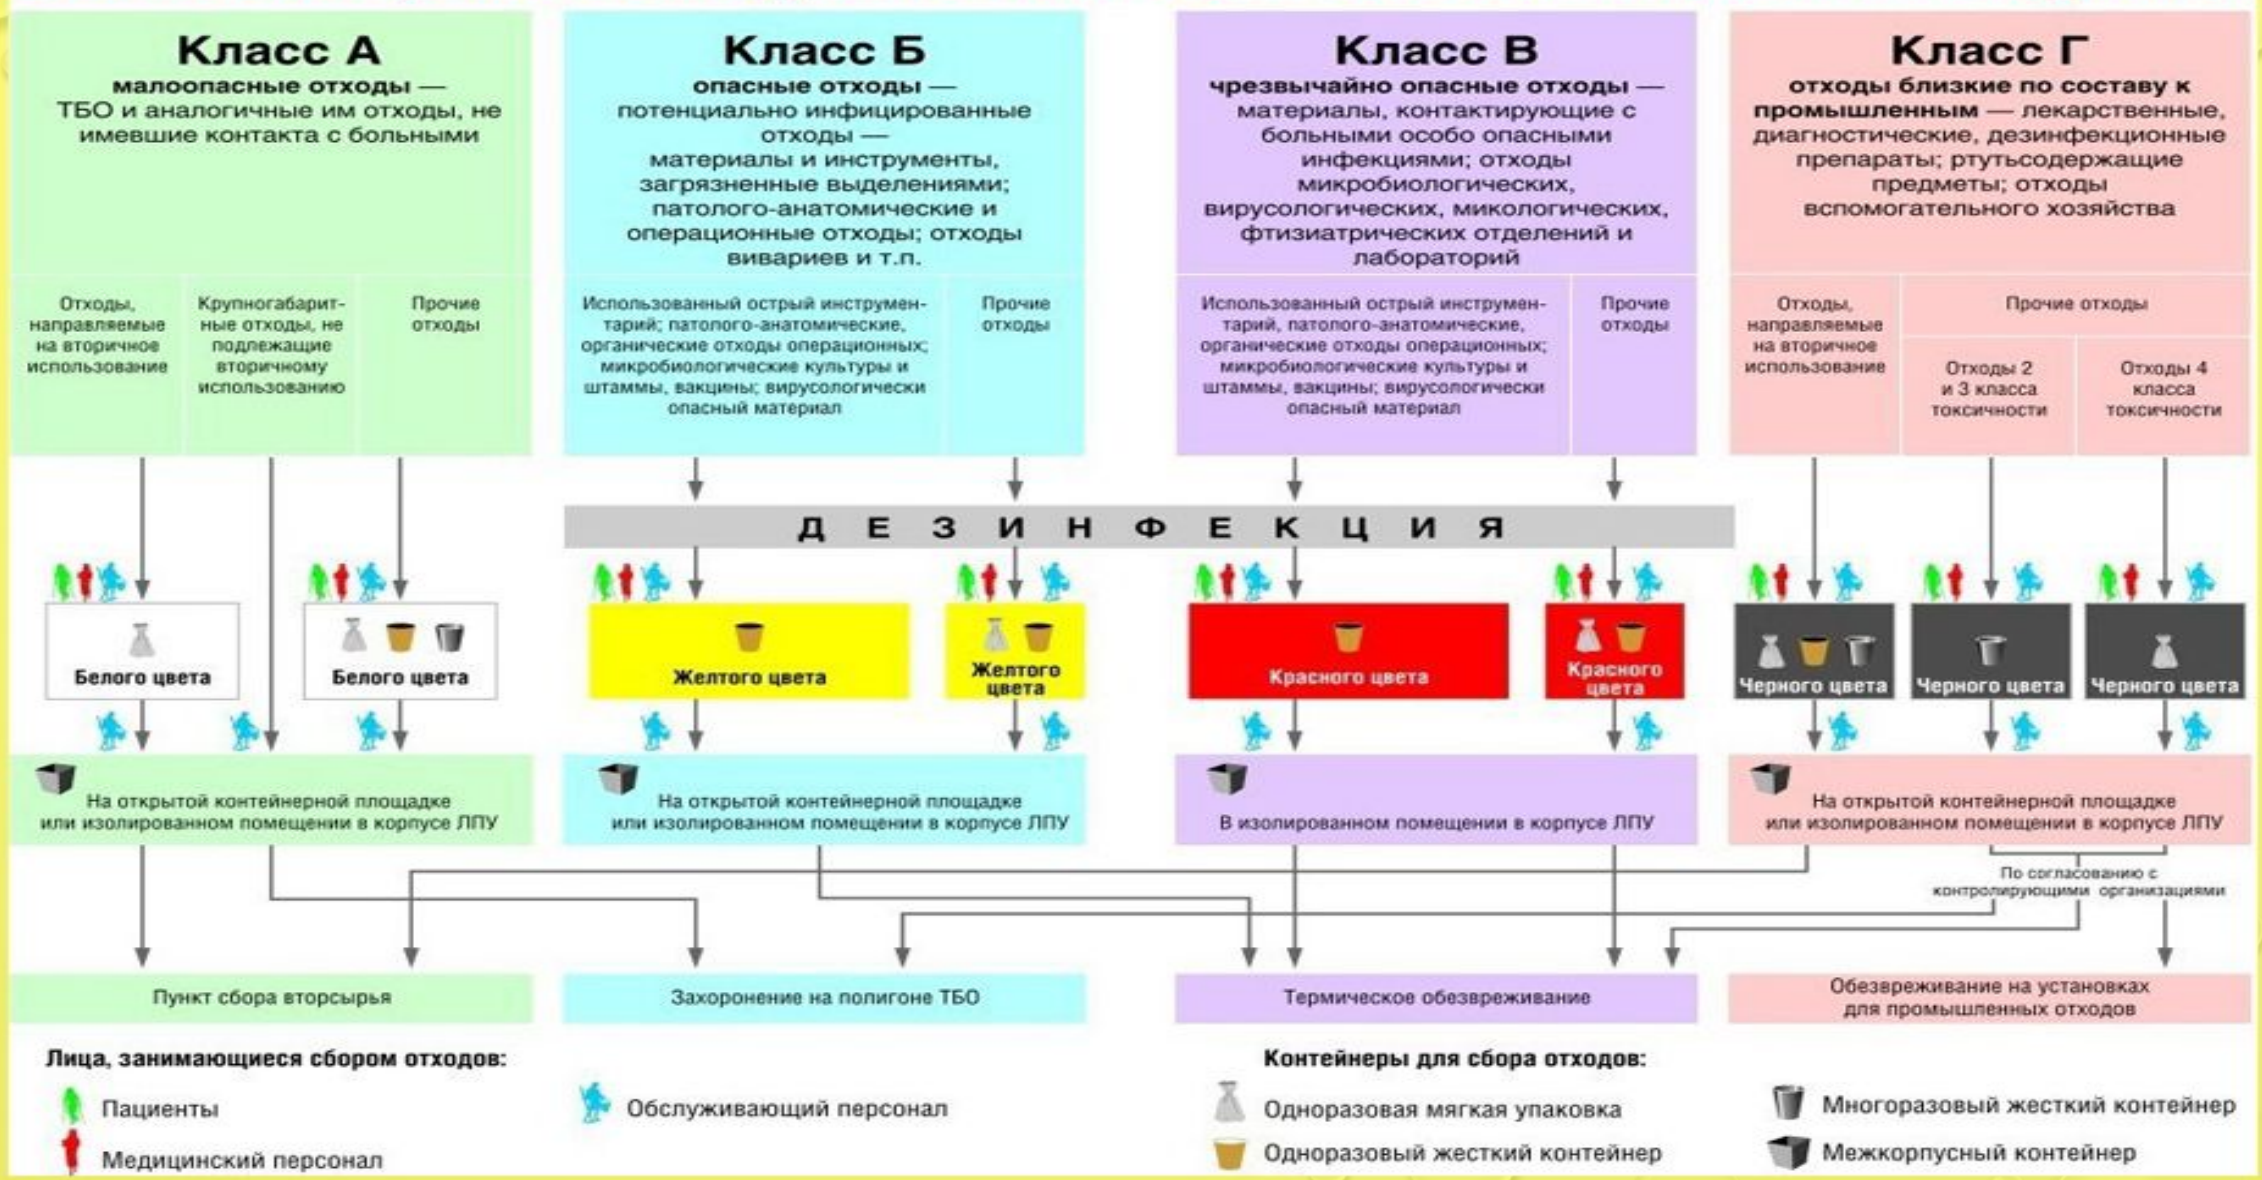 Класс А
малоопасные отходы —
ТБО и аналогичные им отходы, не
имевшие контакта с больными
Отходы,
направляемые
на вторичное
использование
Крупногабарит-
ные отходы, не
подлежащие
вторичному
использованию
Прочие
отходы
Класс Б
опасные отходы —
потенциально инфицированные
отходы —
материалы и инструменты,
загрязненные выделениями;
патолого-анатомические и
операционные отходы; отходы
вивариев и т.п.
Использованный острый инструмен-
тарий; патолого-анатомические,
органические отходы операционных;
микробиологические культуры и
штаммы, вакцины; вирусологически
опасный материал
Прочие
отходы
Класс В
чрезвычайно опасные отходы —
материалы, контактирующие с
больными особо опасными
инфекциями; отходы
микробиологических,
вирусологических, микологических,
фтизиатрических отделений и
лабораторий
Использованный острый инструмен-
тарий, патолого-анатомические,
органические отходы операционных;
микробиологические культуры и
штаммы, вакцины; вирусологически
опасный материал
Прочие
отходы
Класс Г
отходы близкие по составу к
промышленным — лекарственные,
диагностические, дезинфекционные
препараты; ртутьсодержащие
предметы; отходы
вспомогательного хозяйства
Отходы,
направляемые
на вторичное
использование
Прочие отходы
Отходы 2
и 3 класса
токсичности
Отходы 4
класса
токсичности
ДЕЗИНФЕКЦИЯ
Белого цвета
Белого цвета
Желтого цвета
Желтого
цвета
Красного цвета
Красного
цвета
Черного цвета
Черного цвета
Черного цвета
На открытой контейнерной площадке
или изолированном помещении в корпусе ЛПУ
На открытой контейнерной площадке
или изолированном помещении в корпусе ЛПУ
В изолированном помещении в корпусе ЛПУ
На открытой контейнерной площадке
или изолированном помещении в корпусе ЛПУ
По согласованию с
контролирующими организациями
Пункт сбора вторсырья
Захоронение на полигоне ТБО
Термическое обезвреживание
Обезвреживание на установках
для промышленных отходов
Лица, занимающиеся сбором отходов:
Пациенты
Медицинский персонал
Обслуживающий персонал
Контейнеры для сбора отходов:
Одноразовая мягкая упаковка
Одноразовый жесткий контейнер
Многоразовый жесткий контейнер
Межкорпусный контейнер